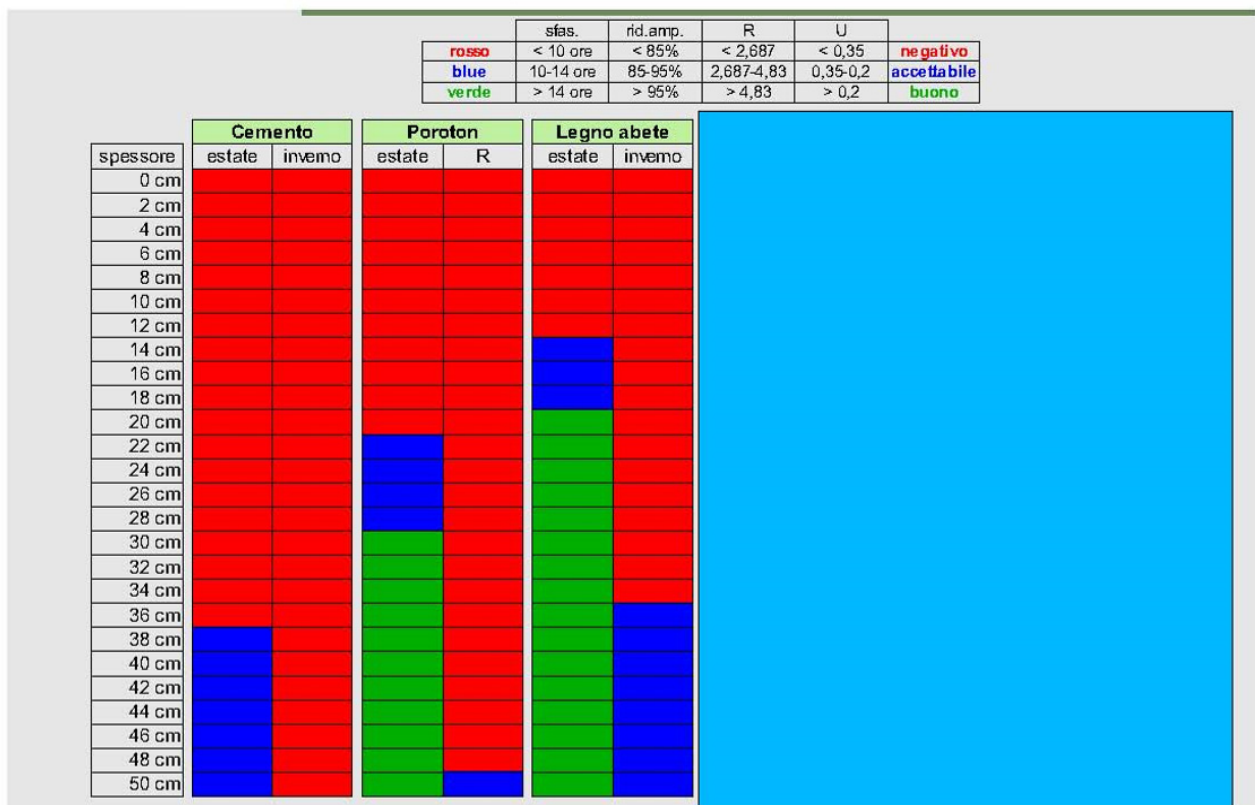 sfas. rid.amp. R U
rosso < 10 ore < 85% < 2,687 < 0,35 negativo
blue 10-14 ore 85-95% 2,687-4,83 0,35-0,2 accettabile
verde > 14 ore > 95% > 4,83 > 0,2 buono
Cemento Poroton Legno abete
spessore estate inverno estate R estate inverno
0 cm
2 cm
4 cm
6 cm
8 cm
10 cm
12 cm
14 cm
16 cm
18 cm
20 cm
22 cm
24 cm
26 cm
28 cm
30 cm
32 cm
34 cm
36 cm
38 cm
40 cm
42 cm
44 cm
46 cm
48 cm
50 cm